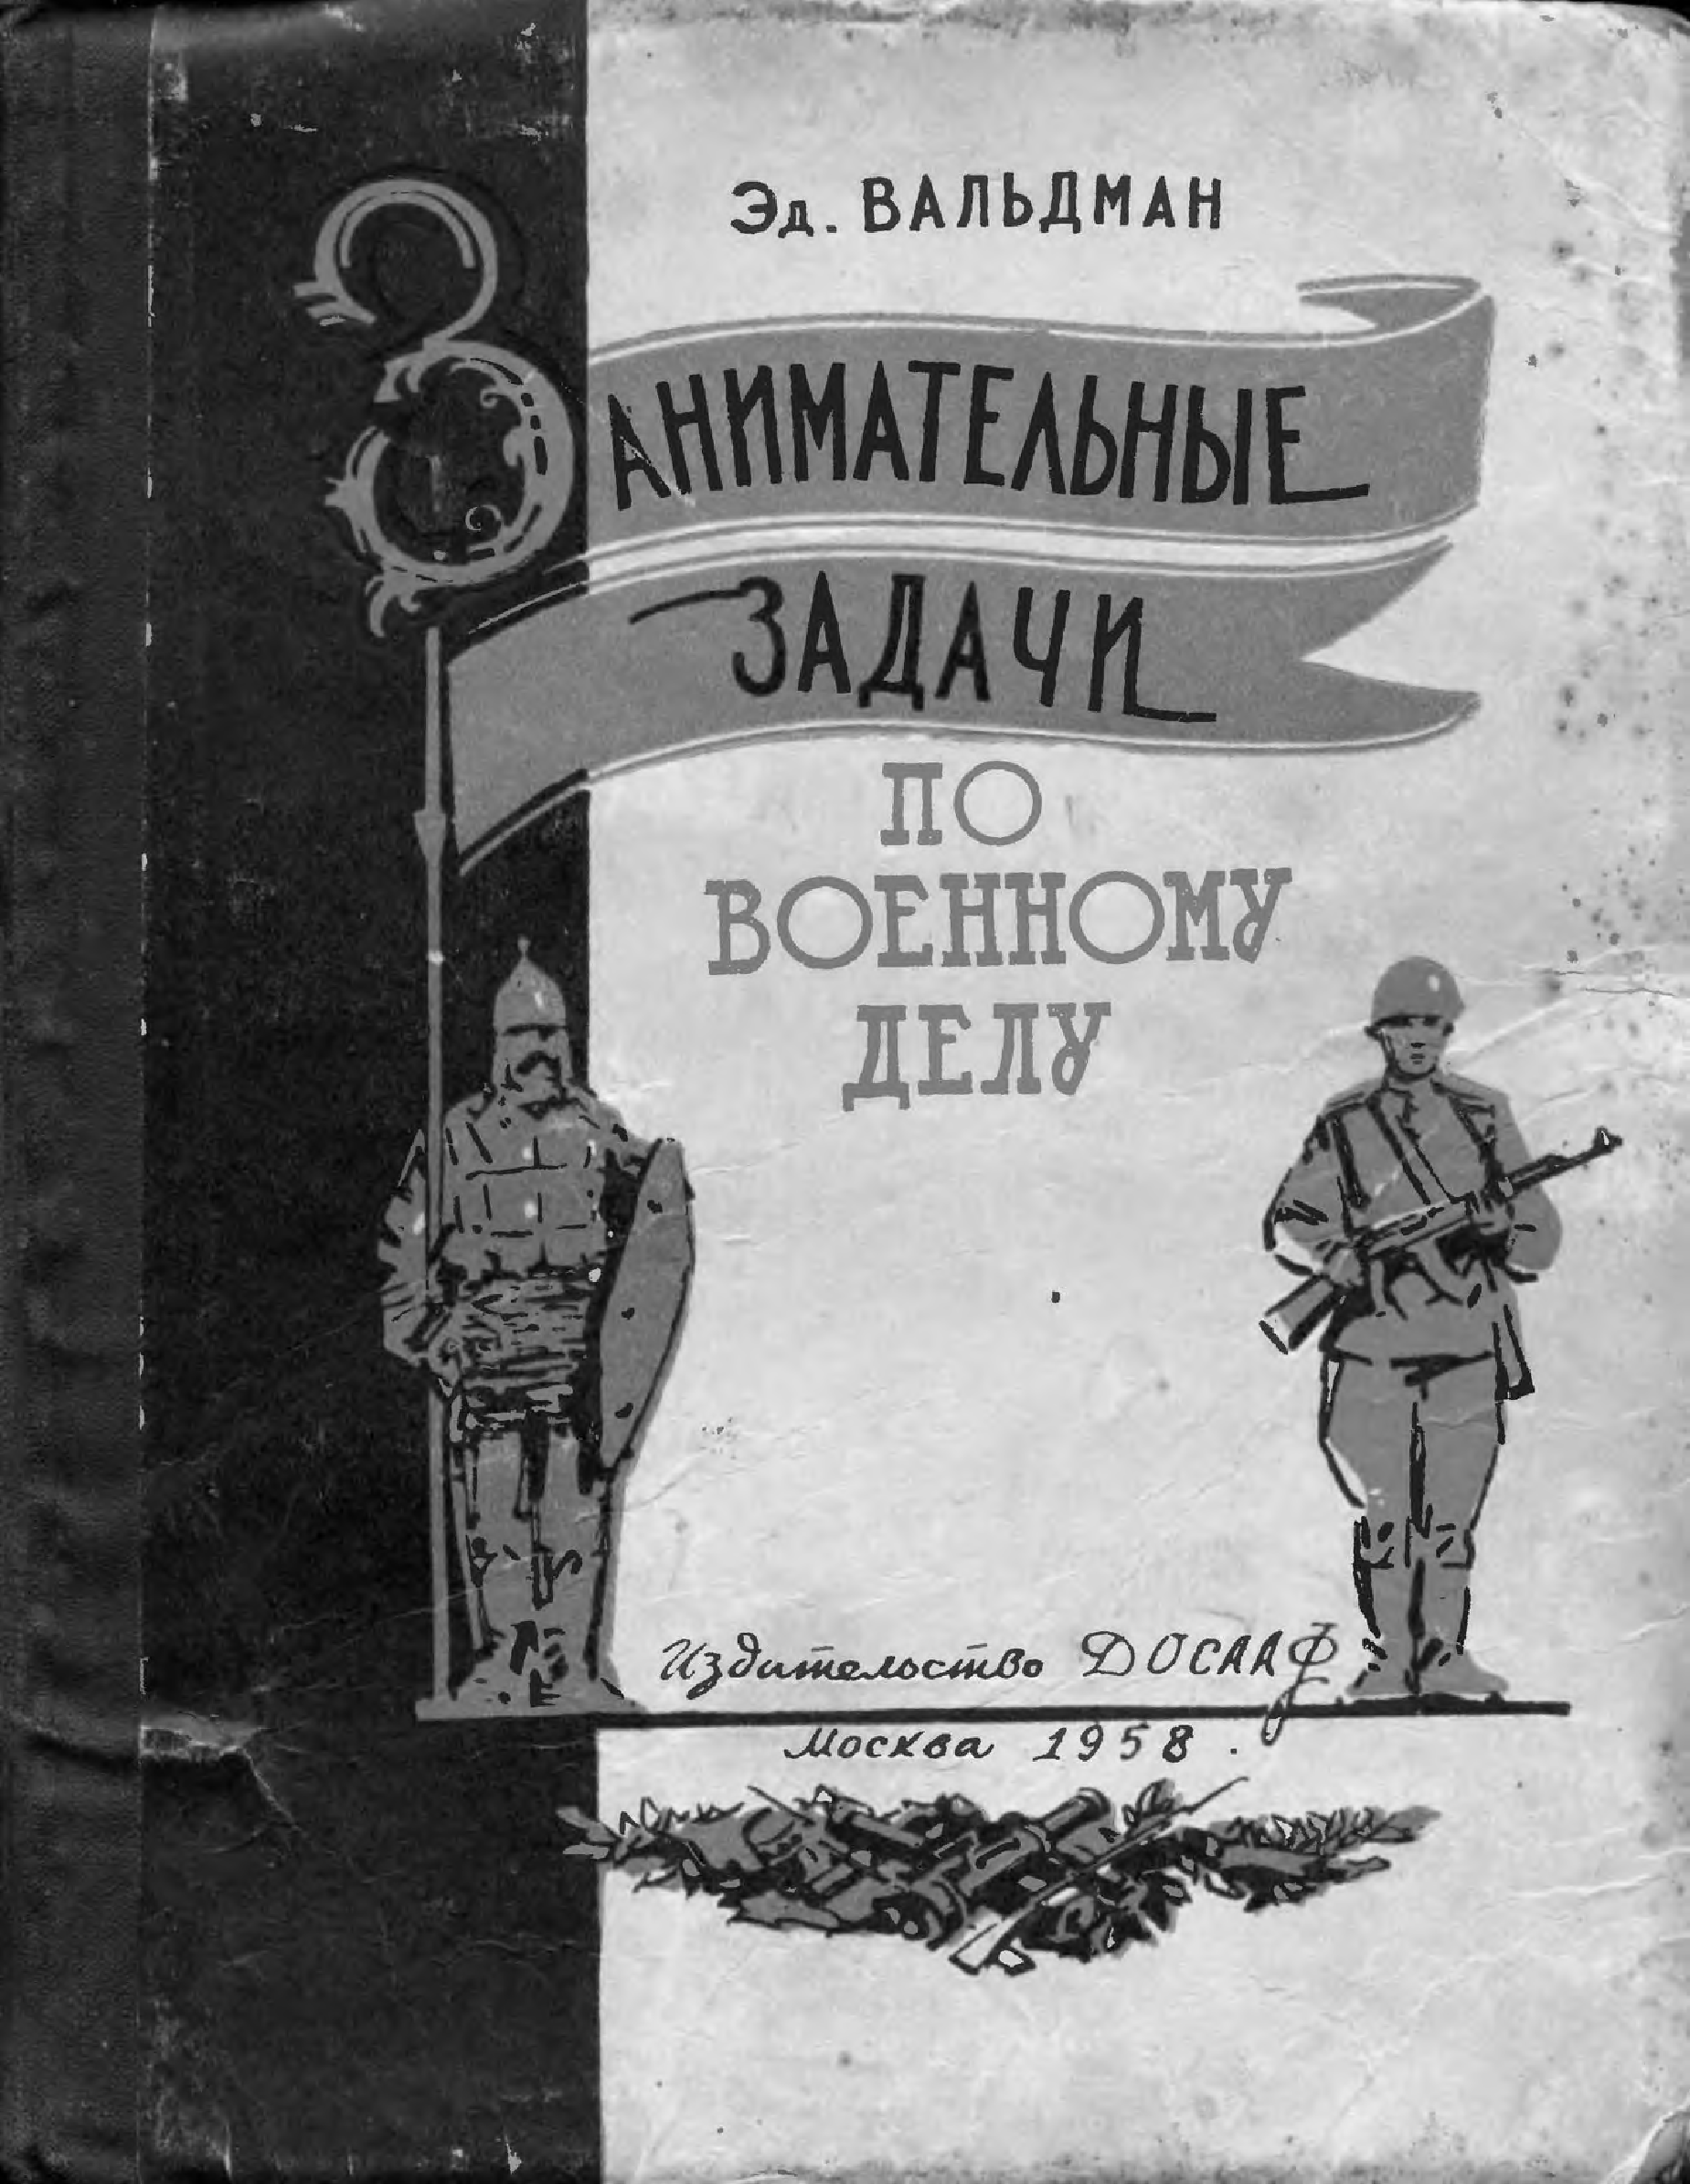 Эд. ВАЛЬДМАН
ЗАНИМАТЕЛЬНЫЕ
ЗАДАЧИ
ПО
ВОЕННОМУ
ДЕЛУ
Издательство ДОСААФ
Москва 1958.